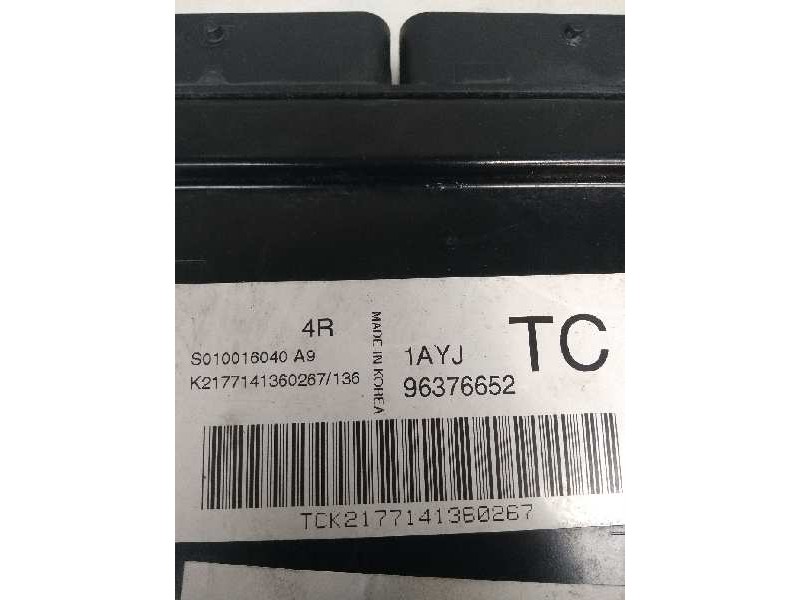 4R
S010016040 A9
K2177141360267/136
MADE IN KOREA
1AYJ
96376652
TC
TCK2177141360267